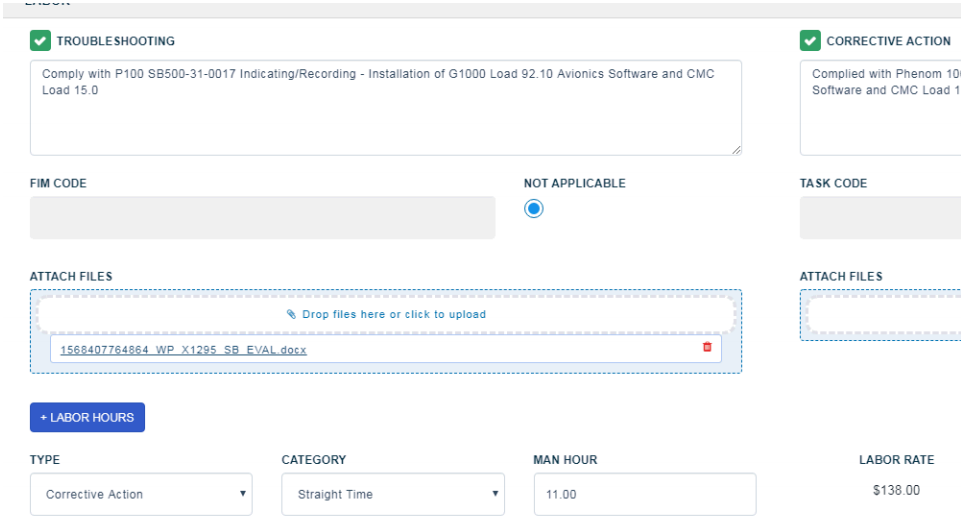 LABOR
TROUBLESHOOTING
CORRECTIVE ACTION
Comply with P100 SB500-31-0017 Indicating/Recording - Installation of G1000 Load 92.10 Avionics Software and CMC
Load 15.0
Complied with Phenom 100
Software and CMC Load 1
FIM CODE
NOT APPLICABLE
TASK CODE
ATTACH FILES
ATTACH FILES
Drop files here or click to upload
1568407764864_WP_X1295_SB_EVAL.docx
+ LABOR HOURS
TYPE
CATEGORY
MAN HOUR
LABOR RATE
Corrective Action
Straight Time
11.00
$138.00